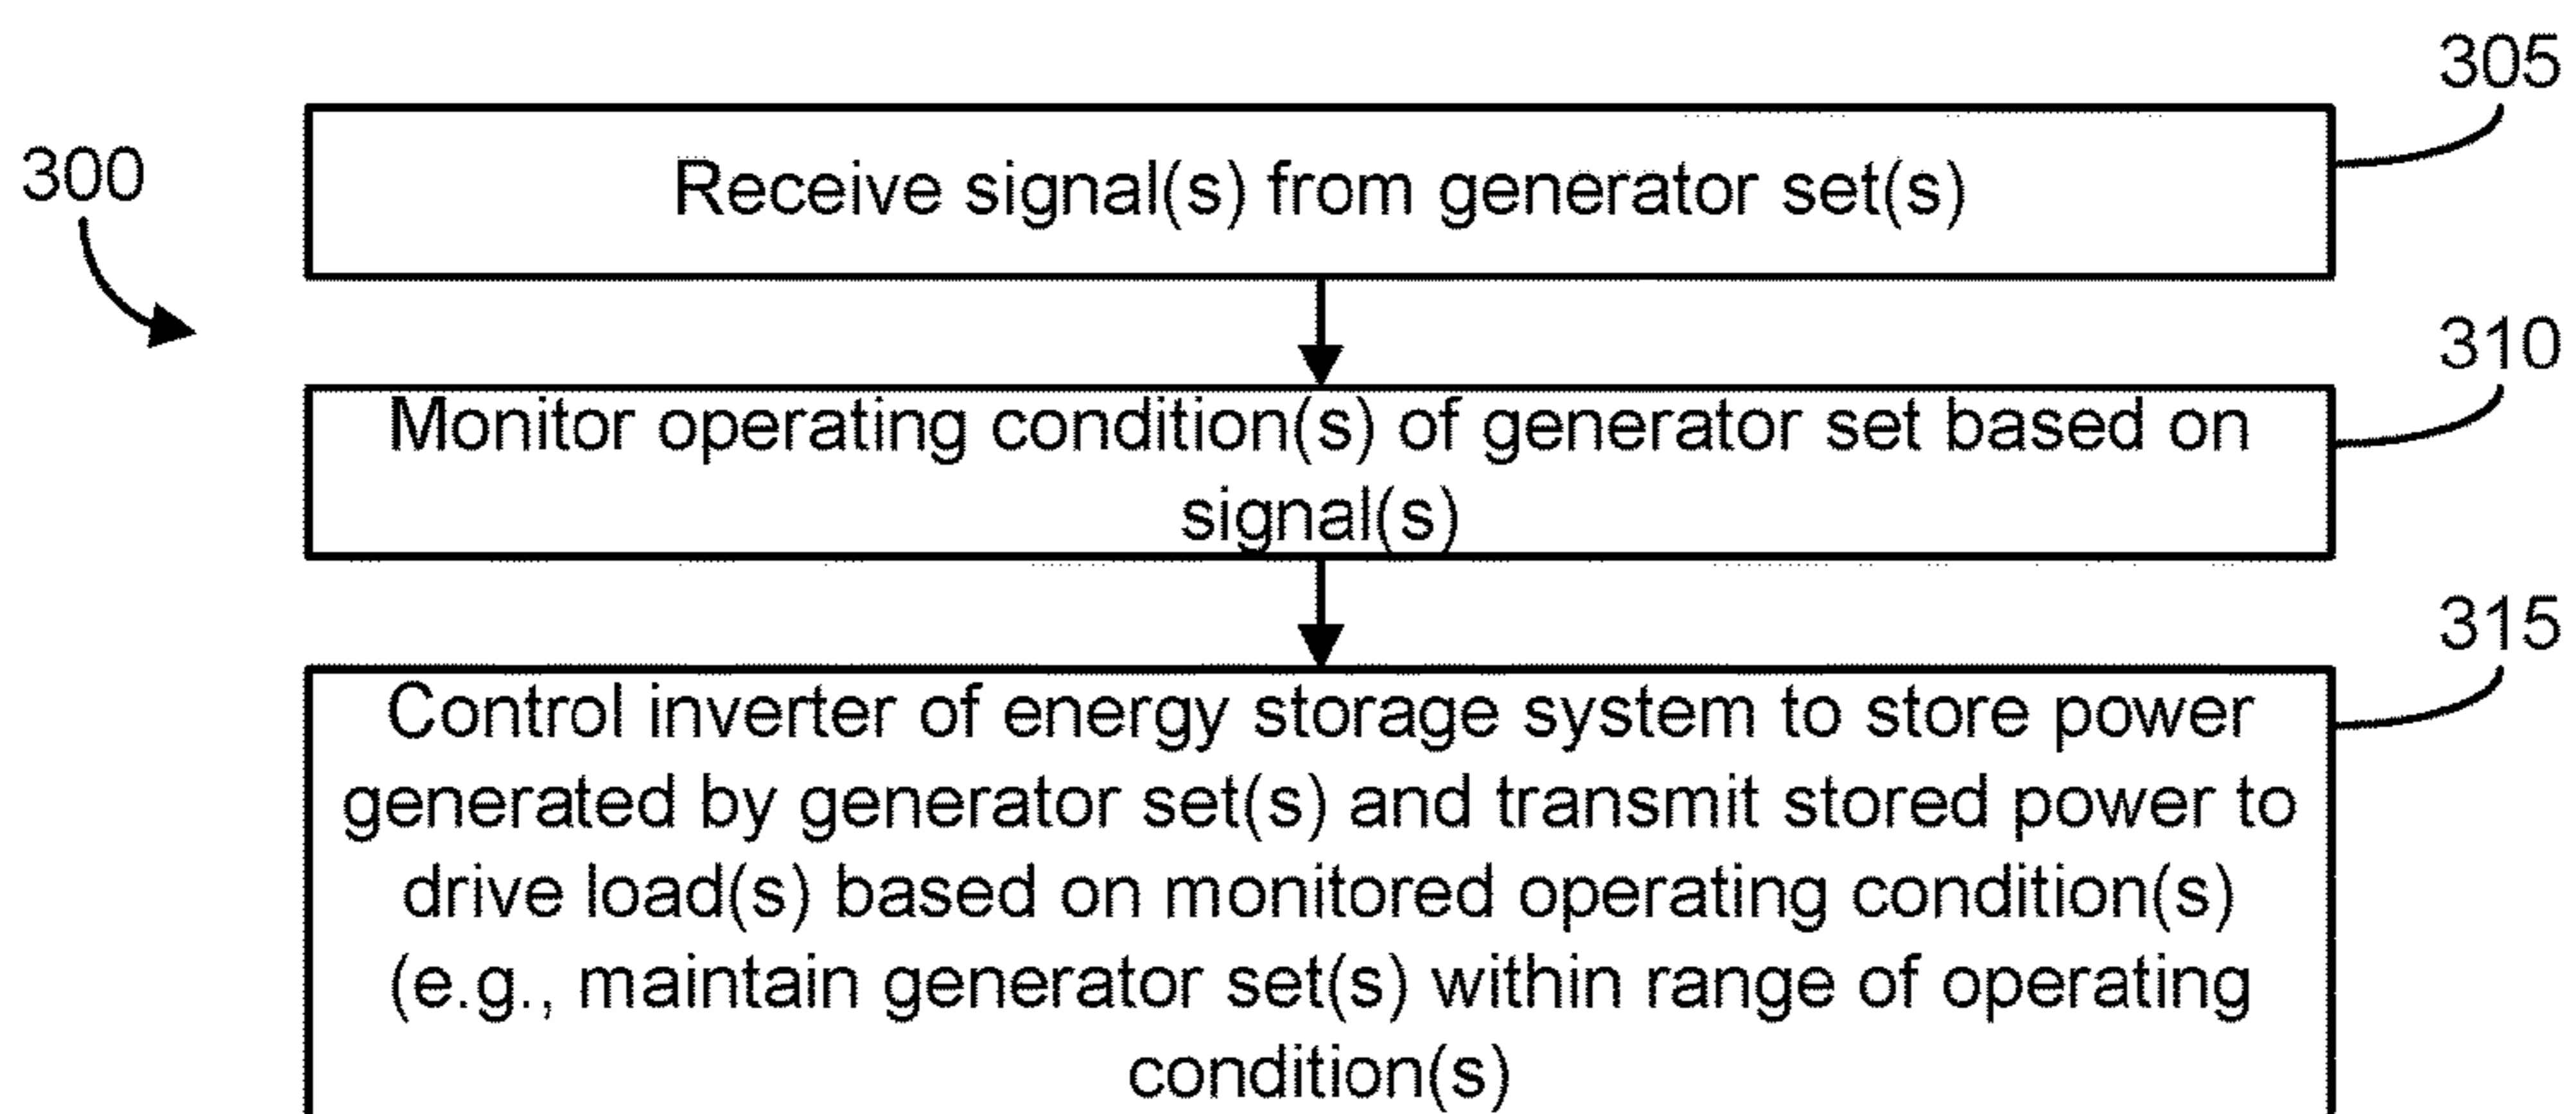 305
300
Receive signal(s) from generator set(s)
310
Monitor operating condition(s) of generator set based on
signal(s)
315
Control inverter of energy storage system to store power
generated by generator set(s) and transmit stored power to
drive load(s) based on monitored operating condition(s)
(e.g., maintain generator set(s) within range of operating
condition(s)